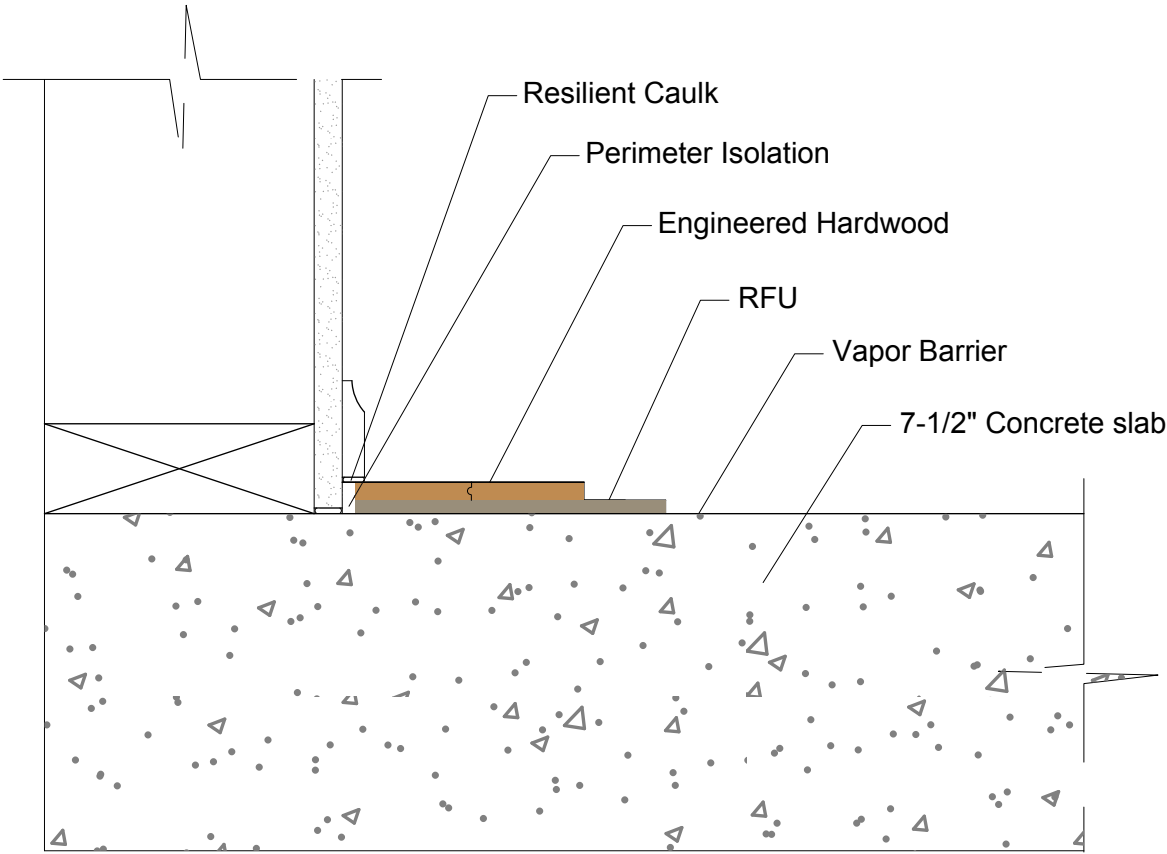 Resilient Caulk
Perimeter Isolation
Engineered Hardwood
RFU
Vapor Barrier
7-1/2" Concrete slab